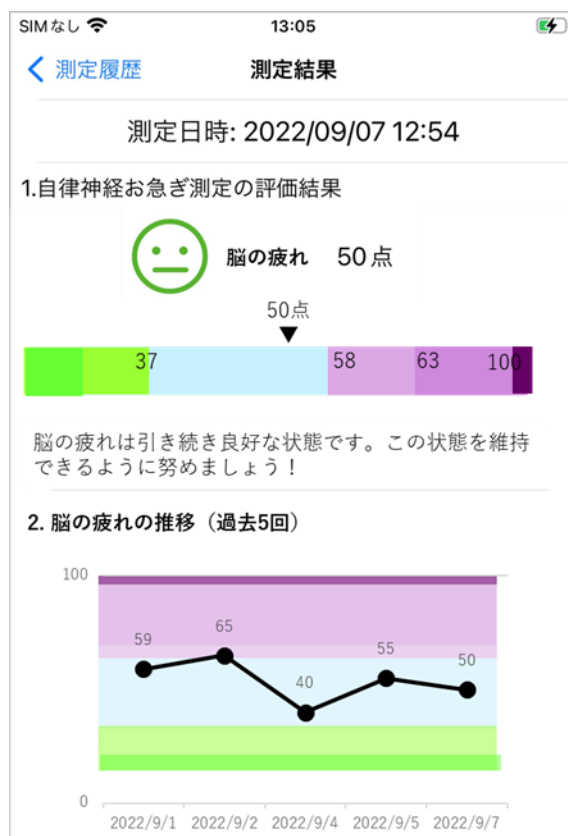 SIMなし 13:05
測定履歴 測定結果
測定日時: 2022/09/07 12:54
1.自律神経お急ぎ測定の評価結果
脳の疲れ 50点
50点
37 58 63 100
脳の疲れは引き続き良好な状態です。この状態を維持
できるように努めましょう！
2. 脳の疲れの推移（過去5回）
100
59 65 40 55 50
0
2022/9/1 2022/9/2 2022/9/4 2022/9/5 2022/9/7